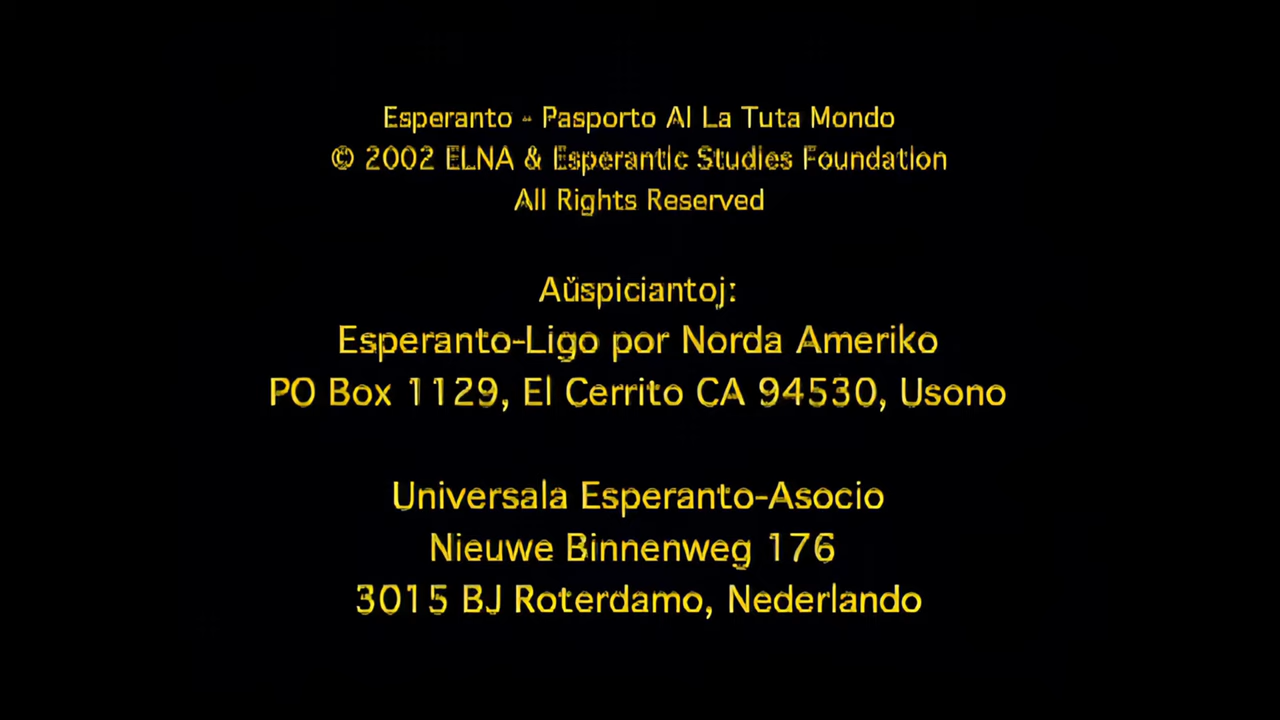 Esperanto - Pasporto Al La Tuta Mondo
© 2002 ELNA & Esperantic Studies Foundation
All Rights Reserved
Aŭspiciantoj:
Esperanto-Ligo por Norda Ameriko
PO Box 1129, El Cerrito CA 94530, Usono
Universala Esperanto-Asocio
Nieuwe Binnenweg 176
3015 BJ Roterdamo, Nederlando